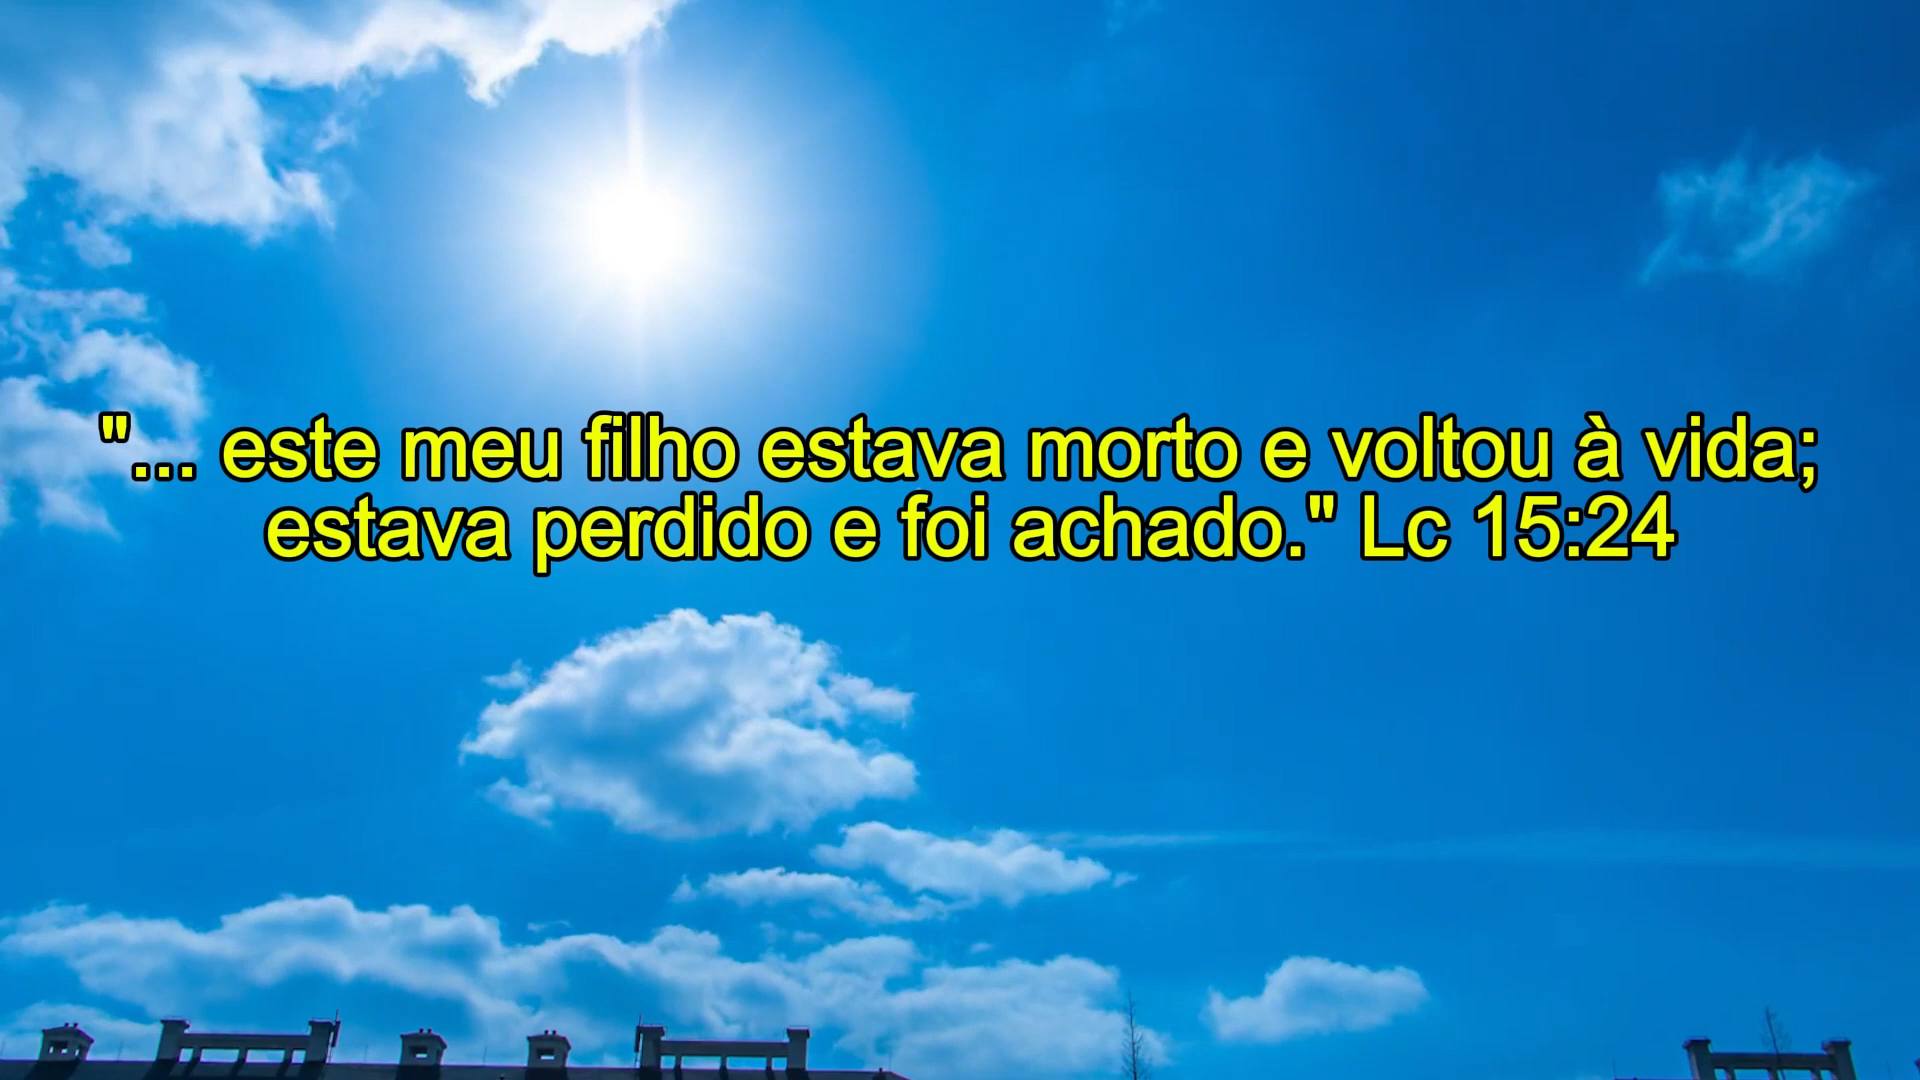 "... este meu filho estava morto e voltou à vida;
estava perdido e foi achado." Lc 15:24